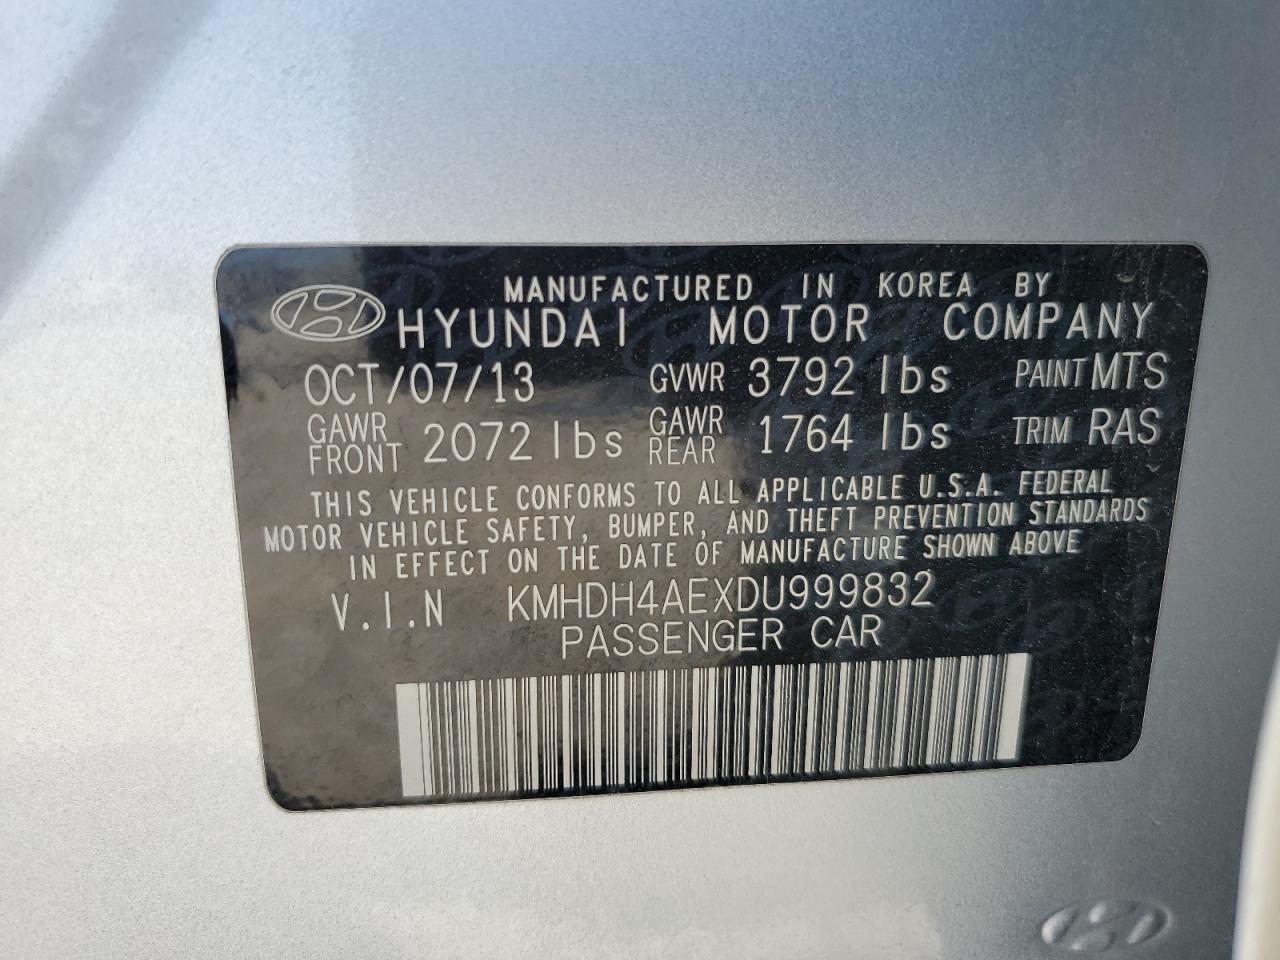 MANUFACTURED IN KOREA BY
HYUNDAI MOTOR COMPANY
OCT/07/13 GVWR 3792 lbs PAINT MTS
GAWR FRONT 2072 lbs GAWR REAR 1764 lbs TRIM RAS
THIS VEHICLE CONFORMS TO ALL APPLICABLE U.S.A. FEDERAL
MOTOR VEHICLE SAFETY, BUMPER, AND THEFT PREVENTION STANDARDS
IN EFFECT ON THE DATE OF MANUFACTURE SHOWN ABOVE
V.I.N KMHDH4AEXDU999832
PASSENGER CAR